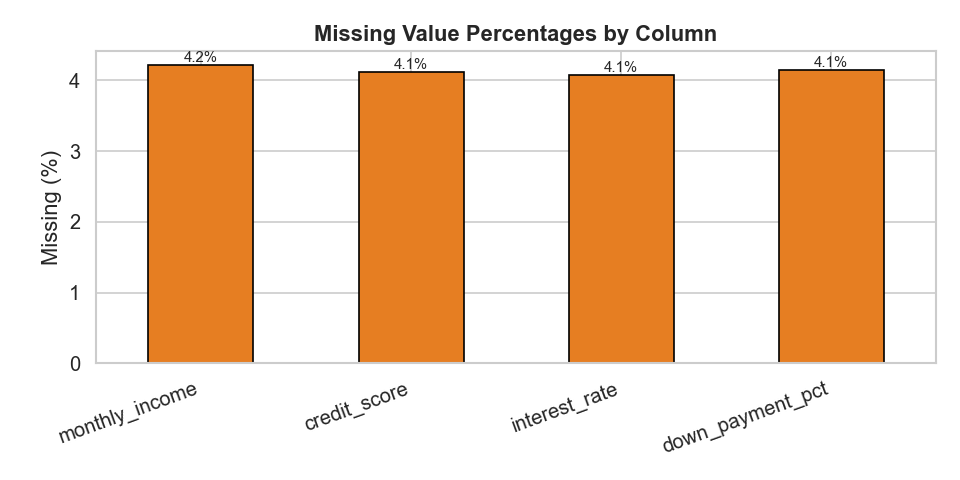 Missing Value Percentages by Column
Missing (%)
4
3
2
1
0
4.2%
4.1%
4.1%
4.1%
monthly_income
credit_score
interest_rate
down_payment_pct